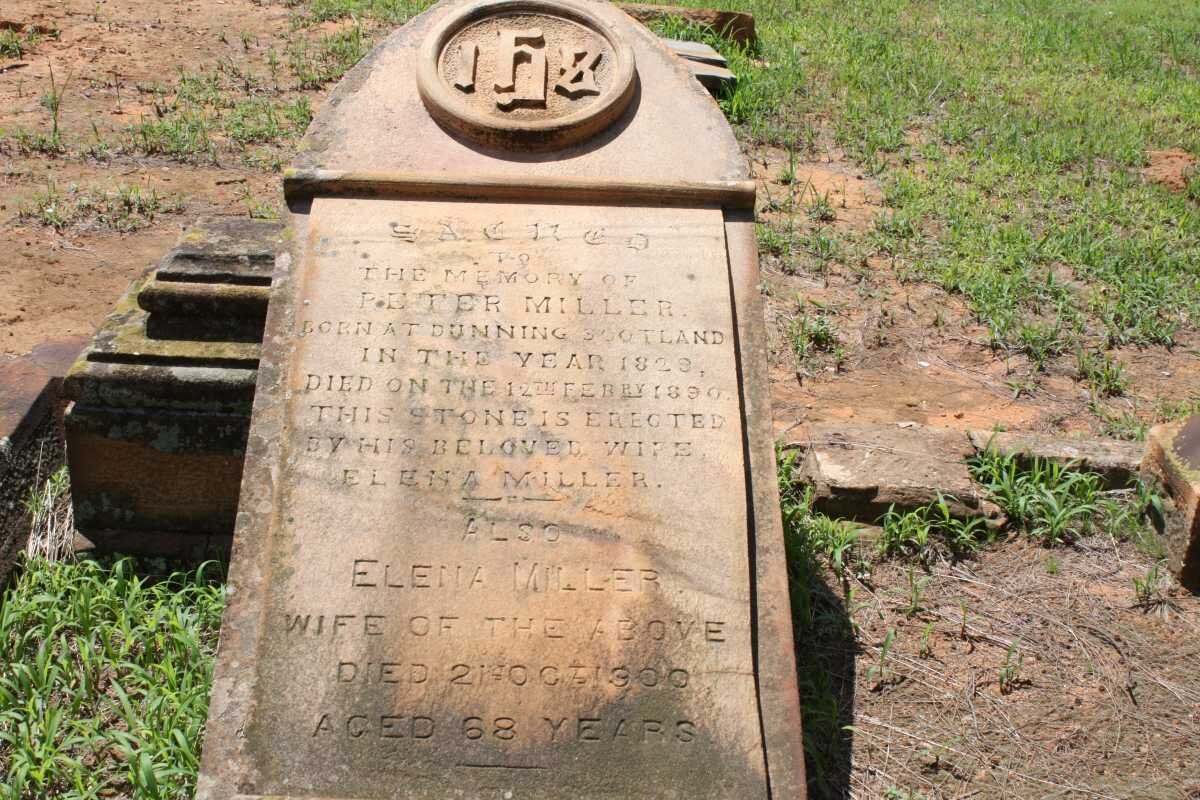 IHS
SACRED
TO
THE MEMORY OF
PETER MILLER.
BORN AT DUNNING SCOTLAND
IN THE YEAR 1829,
DIED ON THE 12TH FEBRY 1890.
THIS STONE IS ERECTED
BY HIS BELOVED WIFE.
ELENA MILLER.
ALSO
ELENA MILLER.
WIFE OF THE ABOVE
DIED OCT 1900
AGED 68 YEARS